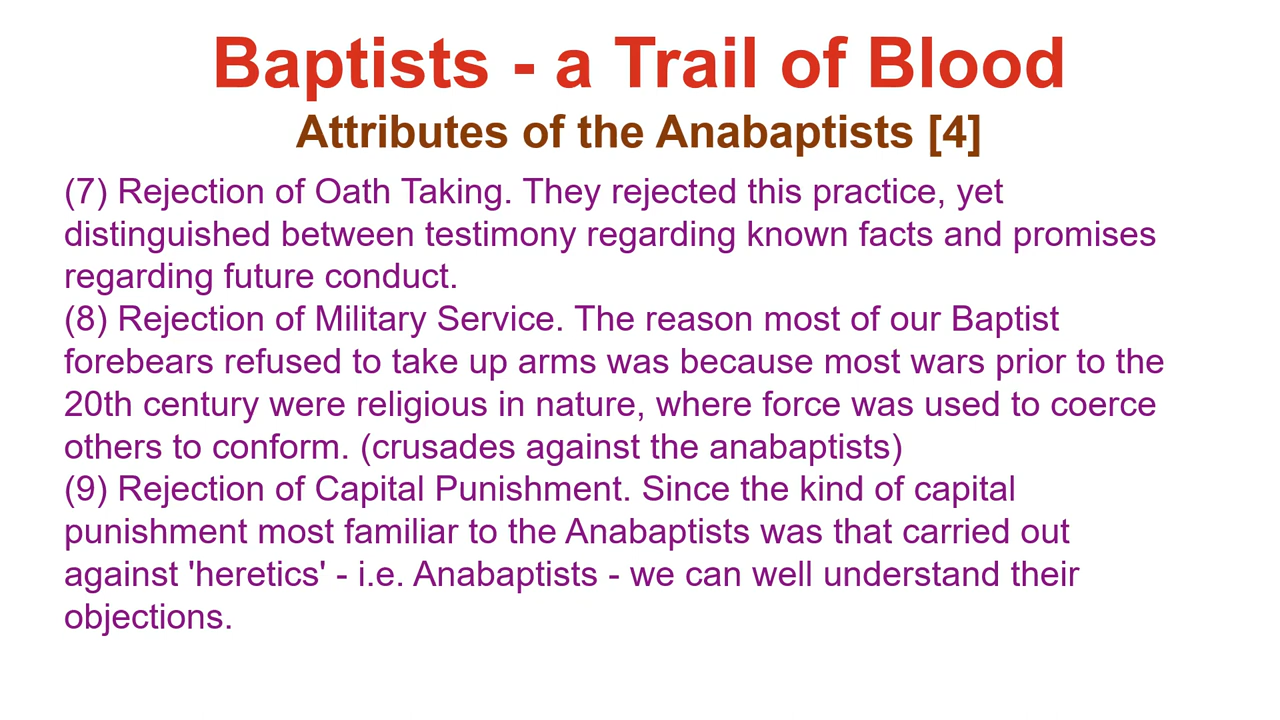 Baptists - a Trail of Blood
Attributes of the Anabaptists [4]
(7) Rejection of Oath Taking. They rejected this practice, yet
distinguished between testimony regarding known facts and promises
regarding future conduct.
(8) Rejection of Military Service. The reason most of our Baptist
forebears refused to take up arms was because most wars prior to the
20th century were religious in nature, where force was used to coerce
others to conform. (crusades against the anabaptists)
(9) Rejection of Capital Punishment. Since the kind of capital
punishment most familiar to the Anabaptists was that carried out
against 'heretics' - i.e. Anabaptists - we can well understand their
objections.